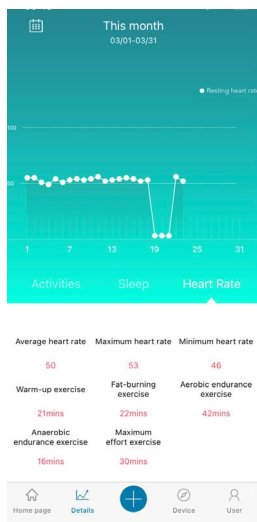 This month
03/01-03/31
Resting heart rat
100
50
1 7 13 19 25 31
Activities Sleep Heart Rate
Average heart rate Maximum heart rate Minimum heart rate
50 53 46
Warm-up exercise Fat-burning exercise Aerobic endurance exercise
21mins 22mins 42mins
Anaerobic endurance exercise Maximum effort exercise
16mins 30mins
Home page Details Device User